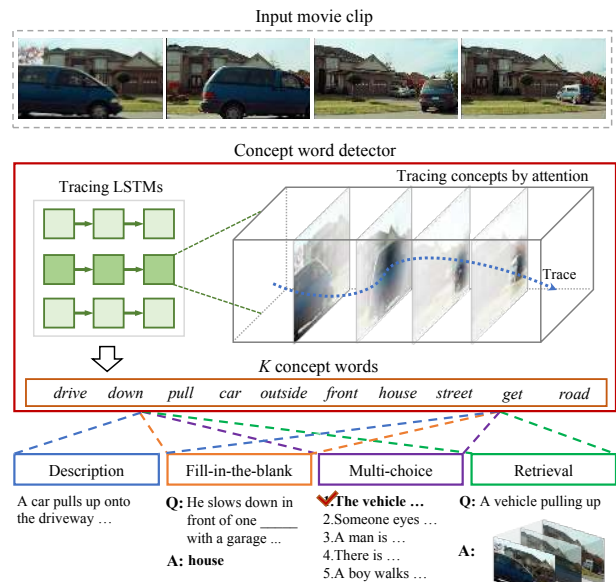 Input movie clip
Concept word detector
Tracing LSTMs
Tracing concepts by attention
Trace
K concept words
drive down pull car outside front house street get road
Description
Fill-in-the-blank
Multi-choice
Retrieval
A car pulls up onto
the driveway …
Q: He slows down in
front of one _____
with a garage ...
A: house
1.The vehicle …
2.Someone eyes …
3.A man is …
4.There is …
5.A boy walks …
Q: A vehicle pulling up
A: